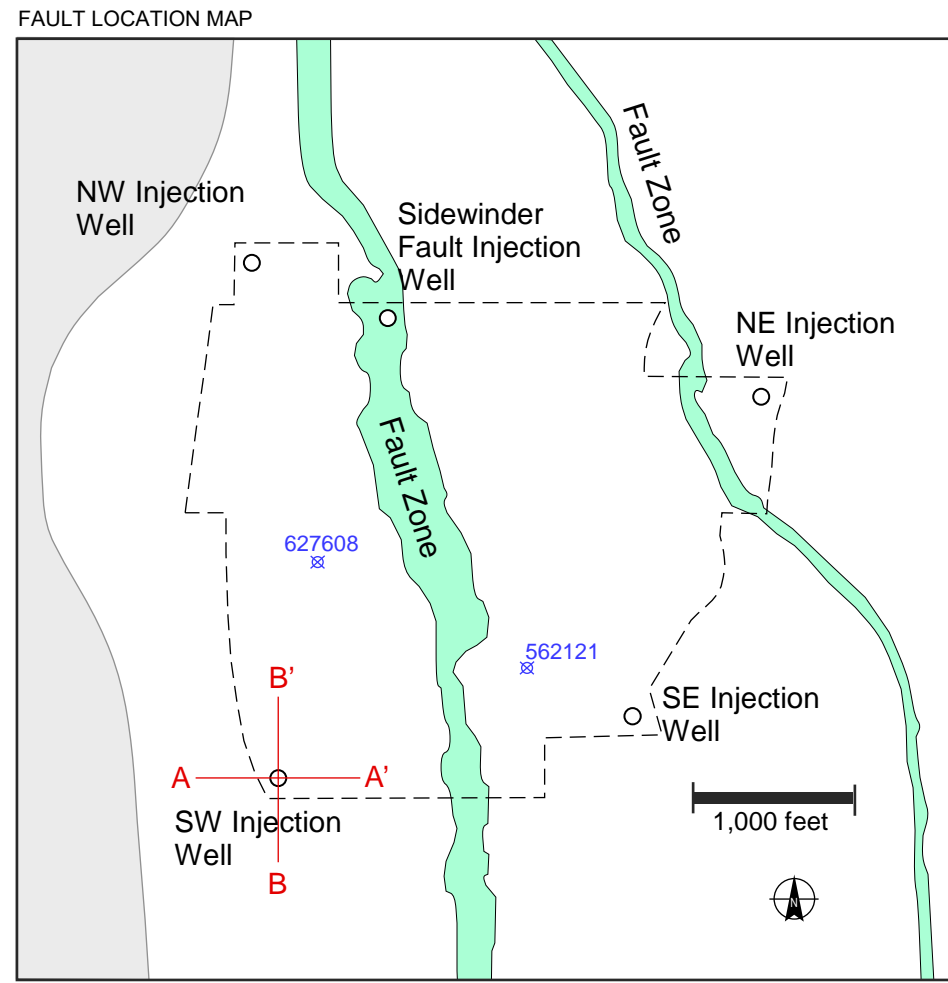 FAULT LOCATION MAP
NW Injection
Well
Sidewinder
Fault Injection
Well
Fault Zone
NE Injection
Well
Fault Zone
627608
562121
SE Injection
Well
B’
A
A’
SW Injection
Well
B
1,000 feet
N